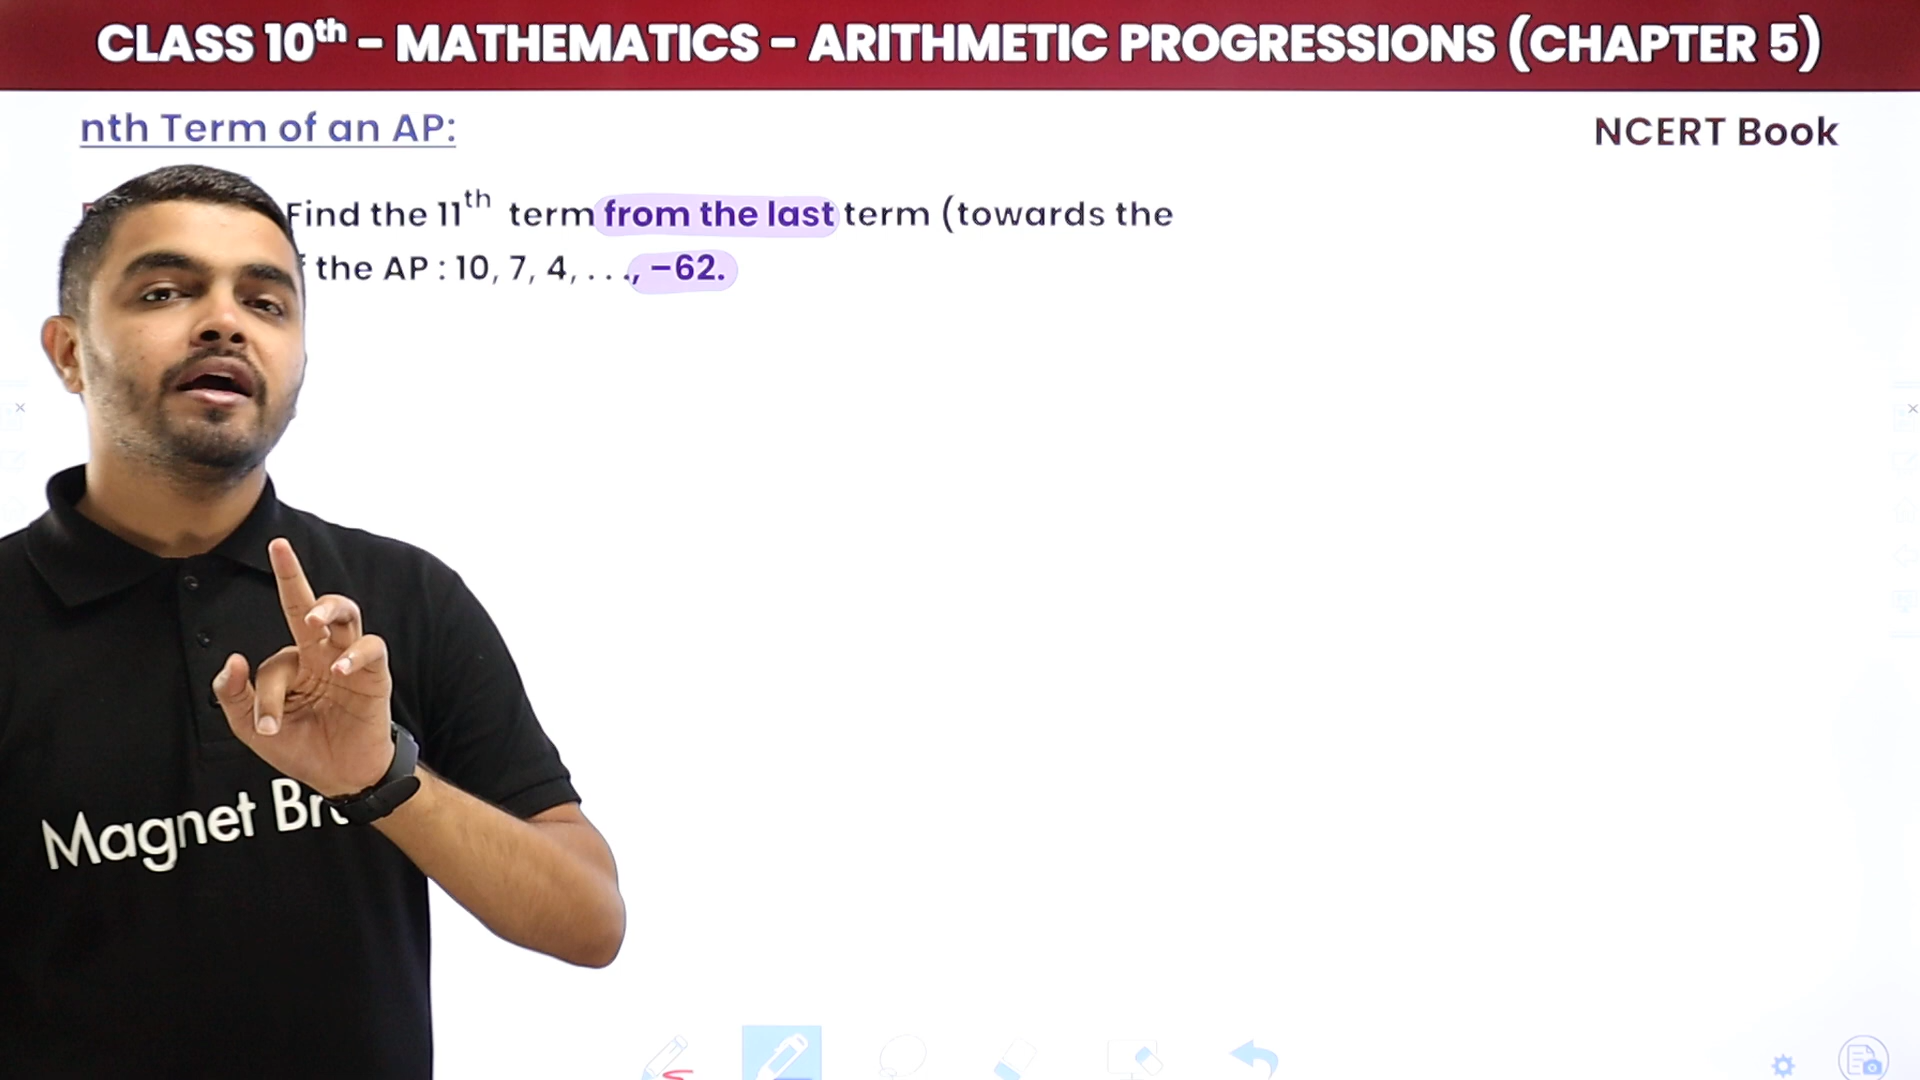 CLASS 10th - MATHEMATICS - ARITHMETIC PROGRESSIONS (CHAPTER 5)
nth Term of an AP:
NCERT Book
Find the 11th term from the last term (towards the
the AP : 10, 7, 4, . . ., −62.
Magnet